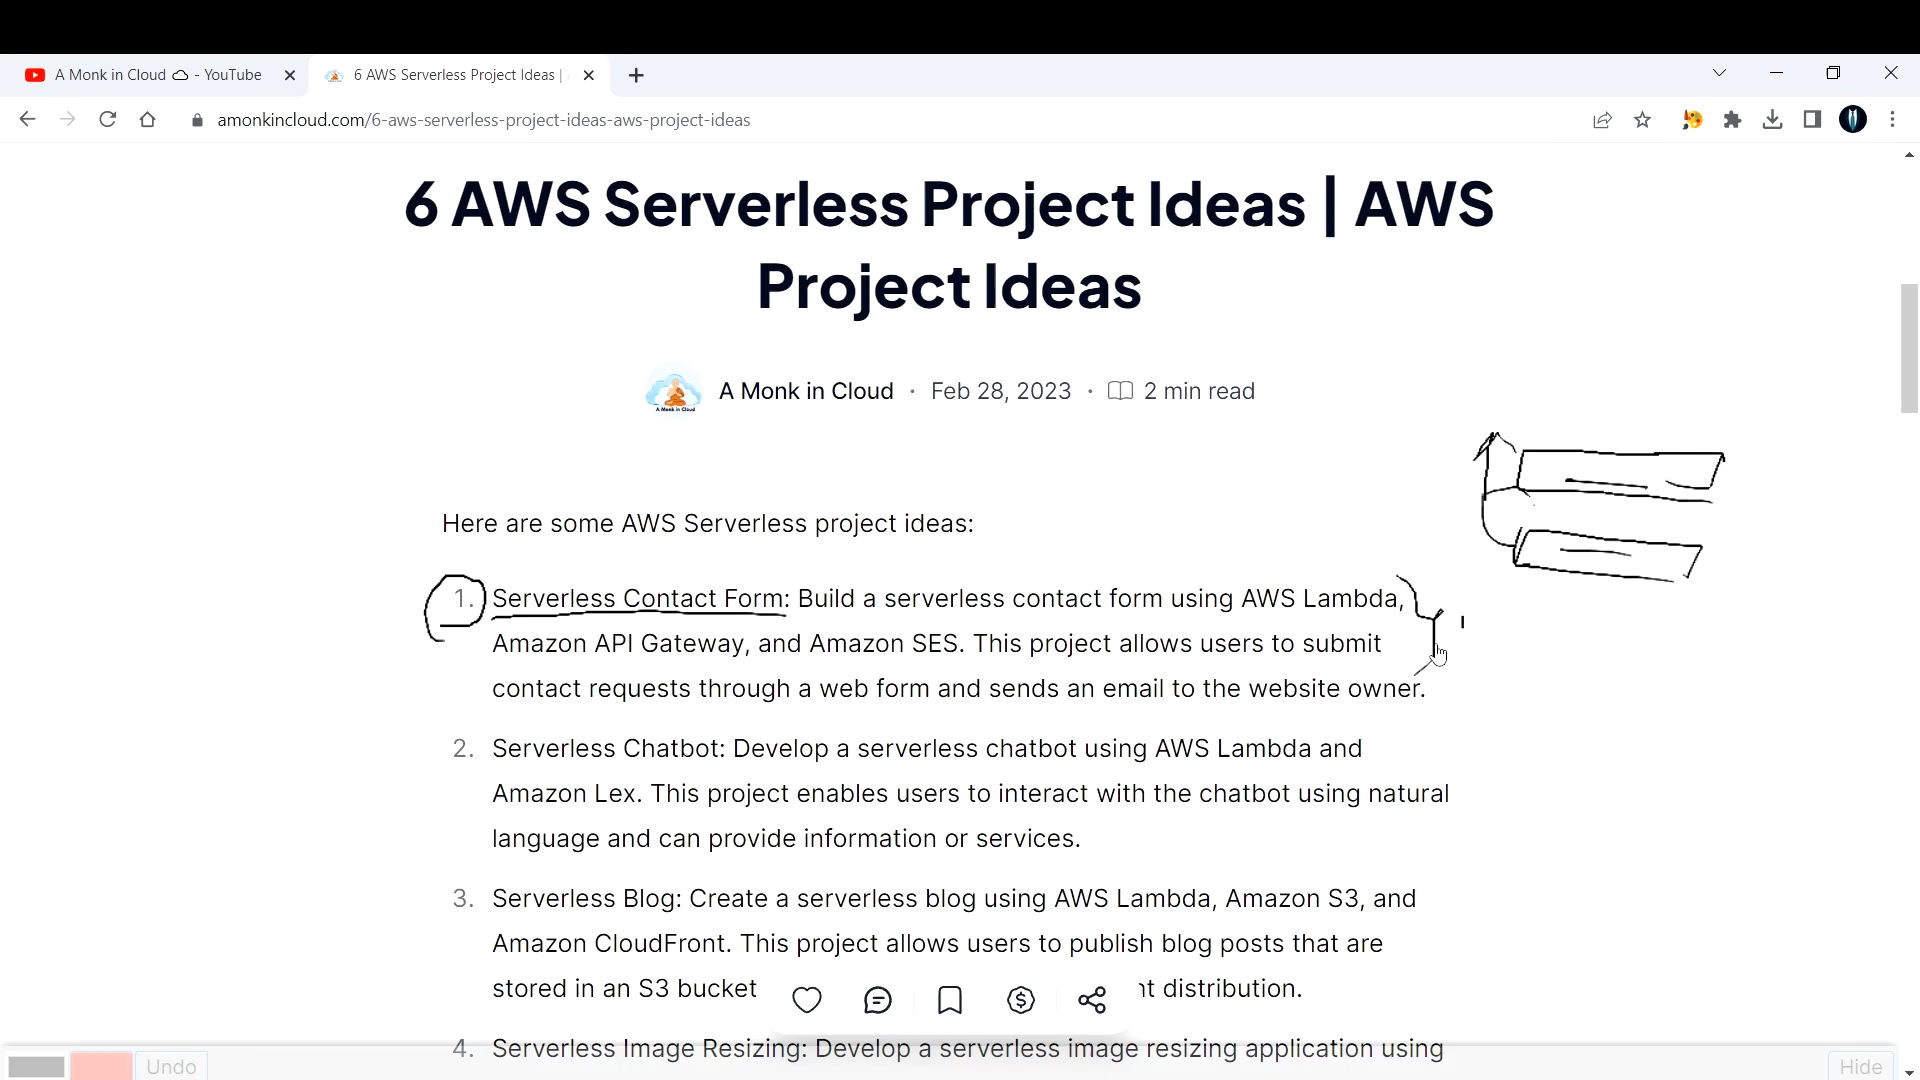 A Monk in Cloud - YouTube
6 AWS Serverless Project Ideas |
amonkincloud.com/6-aws-serverless-project-ideas-aws-project-ideas
6 AWS Serverless Project Ideas | AWS
Project Ideas
A Monk in Cloud
A Monk in Cloud · Feb 28, 2023 · 2 min read
Here are some AWS Serverless project ideas:
1. Serverless Contact Form: Build a serverless contact form using AWS Lambda,
Amazon API Gateway, and Amazon SES. This project allows users to submit
contact requests through a web form and sends an email to the website owner.
2. Serverless Chatbot: Develop a serverless chatbot using AWS Lambda and
Amazon Lex. This project enables users to interact with the chatbot using natural
language and can provide information or services.
3. Serverless Blog: Create a serverless blog using AWS Lambda, Amazon S3, and
Amazon CloudFront. This project allows users to publish blog posts that are
stored in an S3 bucket distribution.
4. Serverless Image Resizing: Develop a serverless image resizing application using
Undo
Hide